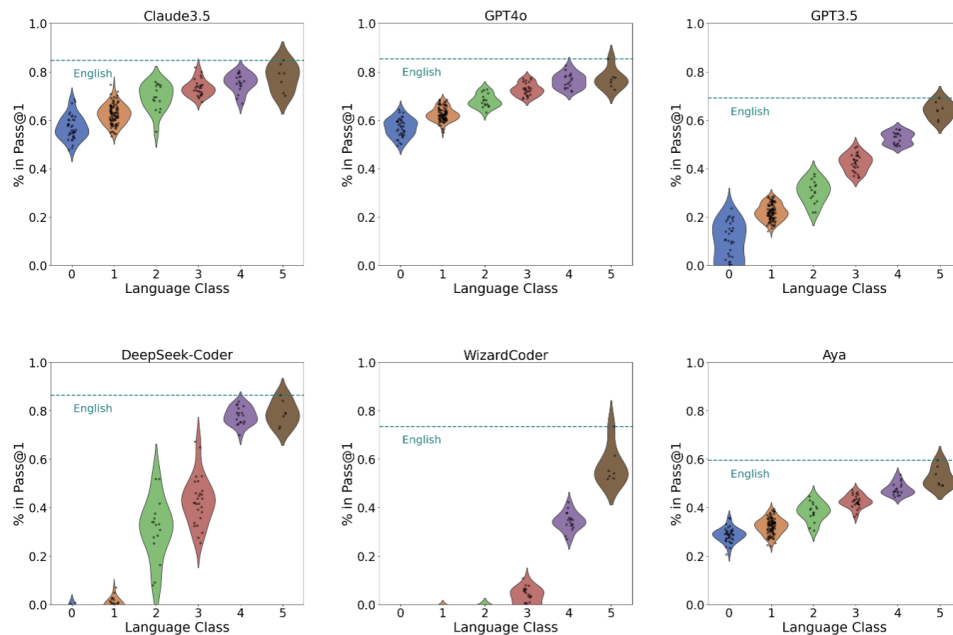 Claude3.5
1.0
0.8
0.6
0.4
0.2
0.0
% in Pass@1
English
0 1 2 3 4 5
Language Class
GPT4o
1.0
0.8
0.6
0.4
0.2
0.0
% in Pass@1
English
0 1 2 3 4 5
Language Class
GPT3.5
1.0
0.8
0.6
0.4
0.2
0.0
% in Pass@1
English
0 1 2 3 4 5
Language Class
DeepSeek-Coder
1.0
0.8
0.6
0.4
0.2
0.0
% in Pass@1
English
0 1 2 3 4 5
Language Class
WizardCoder
1.0
0.8
0.6
0.4
0.2
0.0
% in Pass@1
English
0 1 2 3 4 5
Language Class
Aya
1.0
0.8
0.6
0.4
0.2
0.0
% in Pass@1
English
0 1 2 3 4 5
Language Class